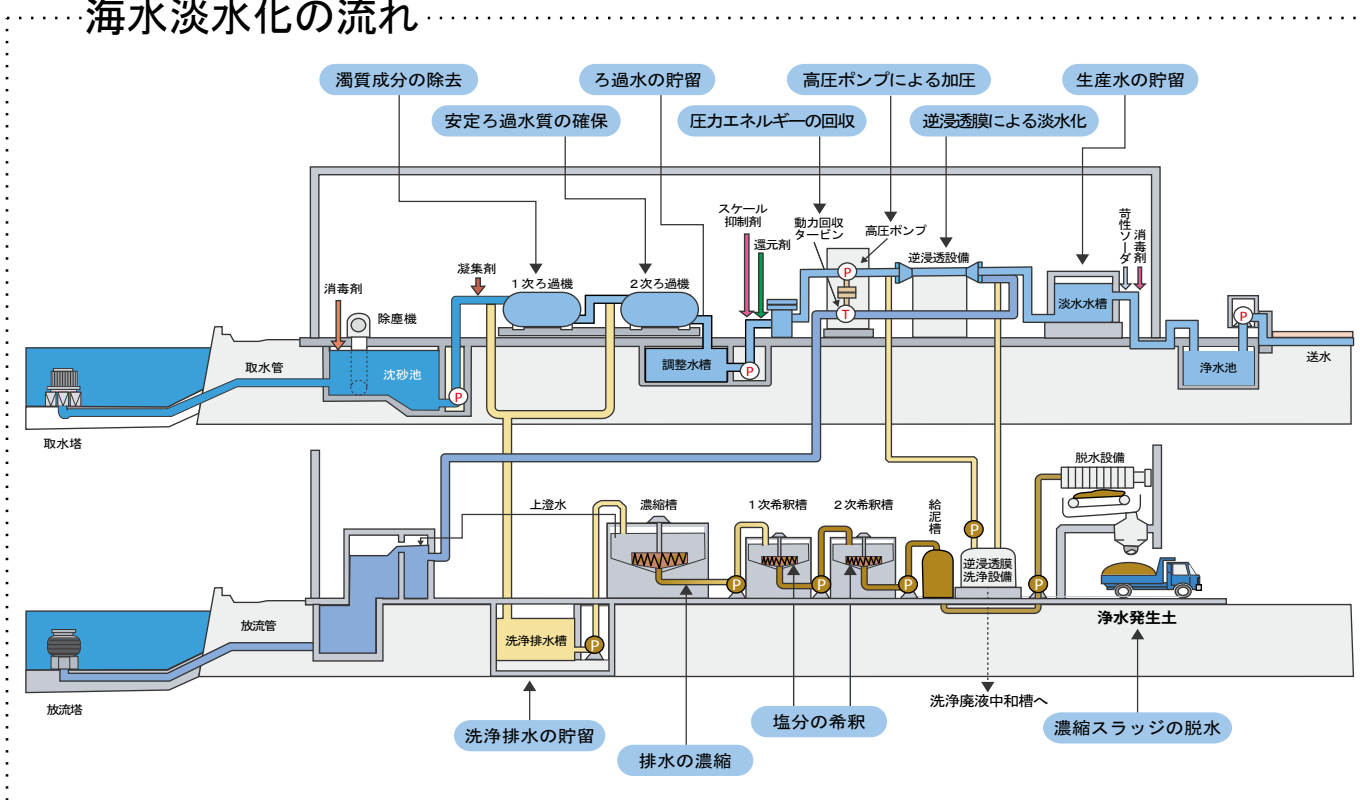 海水淡水化の流れ
濁質成分の除去
ろ過水の貯留
高圧ポンプによる加圧
生産水の貯留
安定ろ過水質の確保
圧力エネルギーの回収
逆浸透膜による淡水化
スケール
抑制剤
還元剤
動力回収
タービン
高圧ポンプ
苛性ソーダ
消毒剤
逆浸透設備
凝集剤
1次ろ過機
2次ろ過機
消毒剤
除塵機
淡水水槽
P
T
P
取水管
沈砂池
調整水槽
P
P
浄水池
送水
取水塔
脱水設備
上澄水
濃縮槽
1次希釈槽
2次希釈槽
給泥槽
P
逆浸透膜
洗浄設備
P
P
P
P
浄水発生土
放流管
洗浄排水槽
P
放流塔
洗浄廃液中和槽へ
洗浄排水の貯留
排水の濃縮
塩分の希釈
濃縮スラッジの脱水